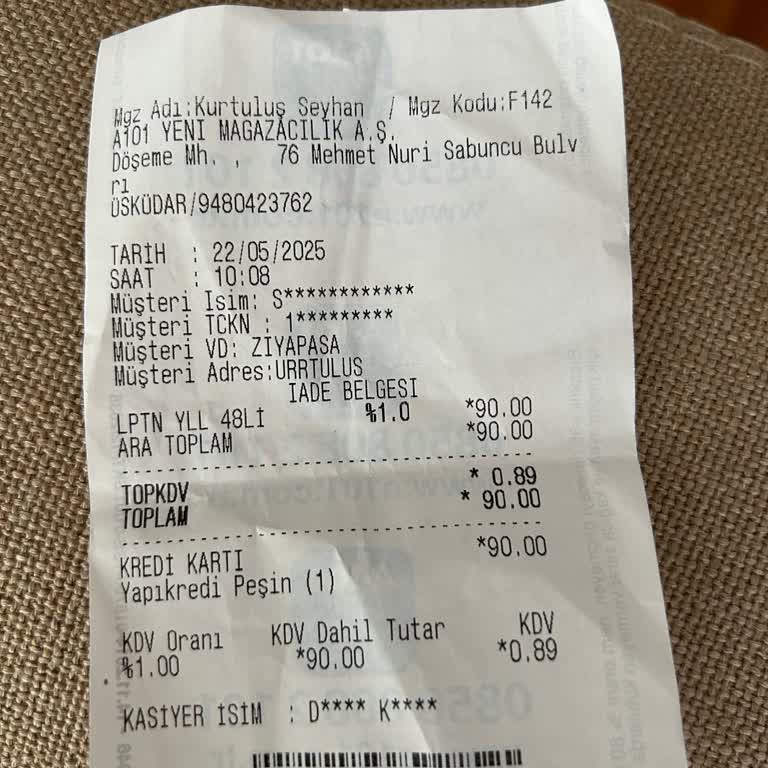 Mgz Adı:Kurtuluş Seyhan / Mgz Kodu:F142
A101 YENİ MAGAZACILIK A.Ş.
Döşeme Mh. , 76 Mehmet Nuri Sabuncu Bulv
rı
ÜSKÜDAR/9480423762
TARİH : 22/05/2025
SAAT : 10:08
Müşteri İsim: S************
Müşteri TCKN : 1*********
Müşteri VD: ZİYAPASA
Müşteri Adres:URRTULUS
İADE BELGESİ
LPTN YLL 48Lİ %1.0 *90.00
ARA TOPLAM *90.00
TOPKDV * 0.89
TOPLAM * 90.00
KREDİ KARTI *90.00
Yapıkredi Peşin (1)
KDV Oranı KDV Dahil Tutar KDV
%1.00 *90.00 *0.89
KASİYER İSİM : D**** K****